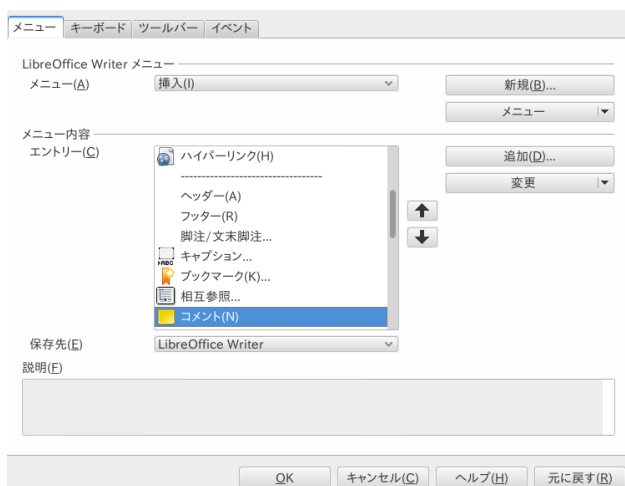 メニュー キーボード ツールバー イベント
LibreOffice Writer メニュー
メニュー(A) 挿入(I) 新規(B)...
メニュー
メニュー内容
エントリー(C) ハイパーリンク(H) 追加(D)...
----------------------------------
変更
ヘッダー(A)
フッター(R)
脚注/文末脚注...
キャプション...
ブックマーク(K)...
相互参照...
コメント(N)
保存先(E) LibreOffice Writer
説明(F)
OK キャンセル(C) ヘルプ(H) 元に戻す(R)